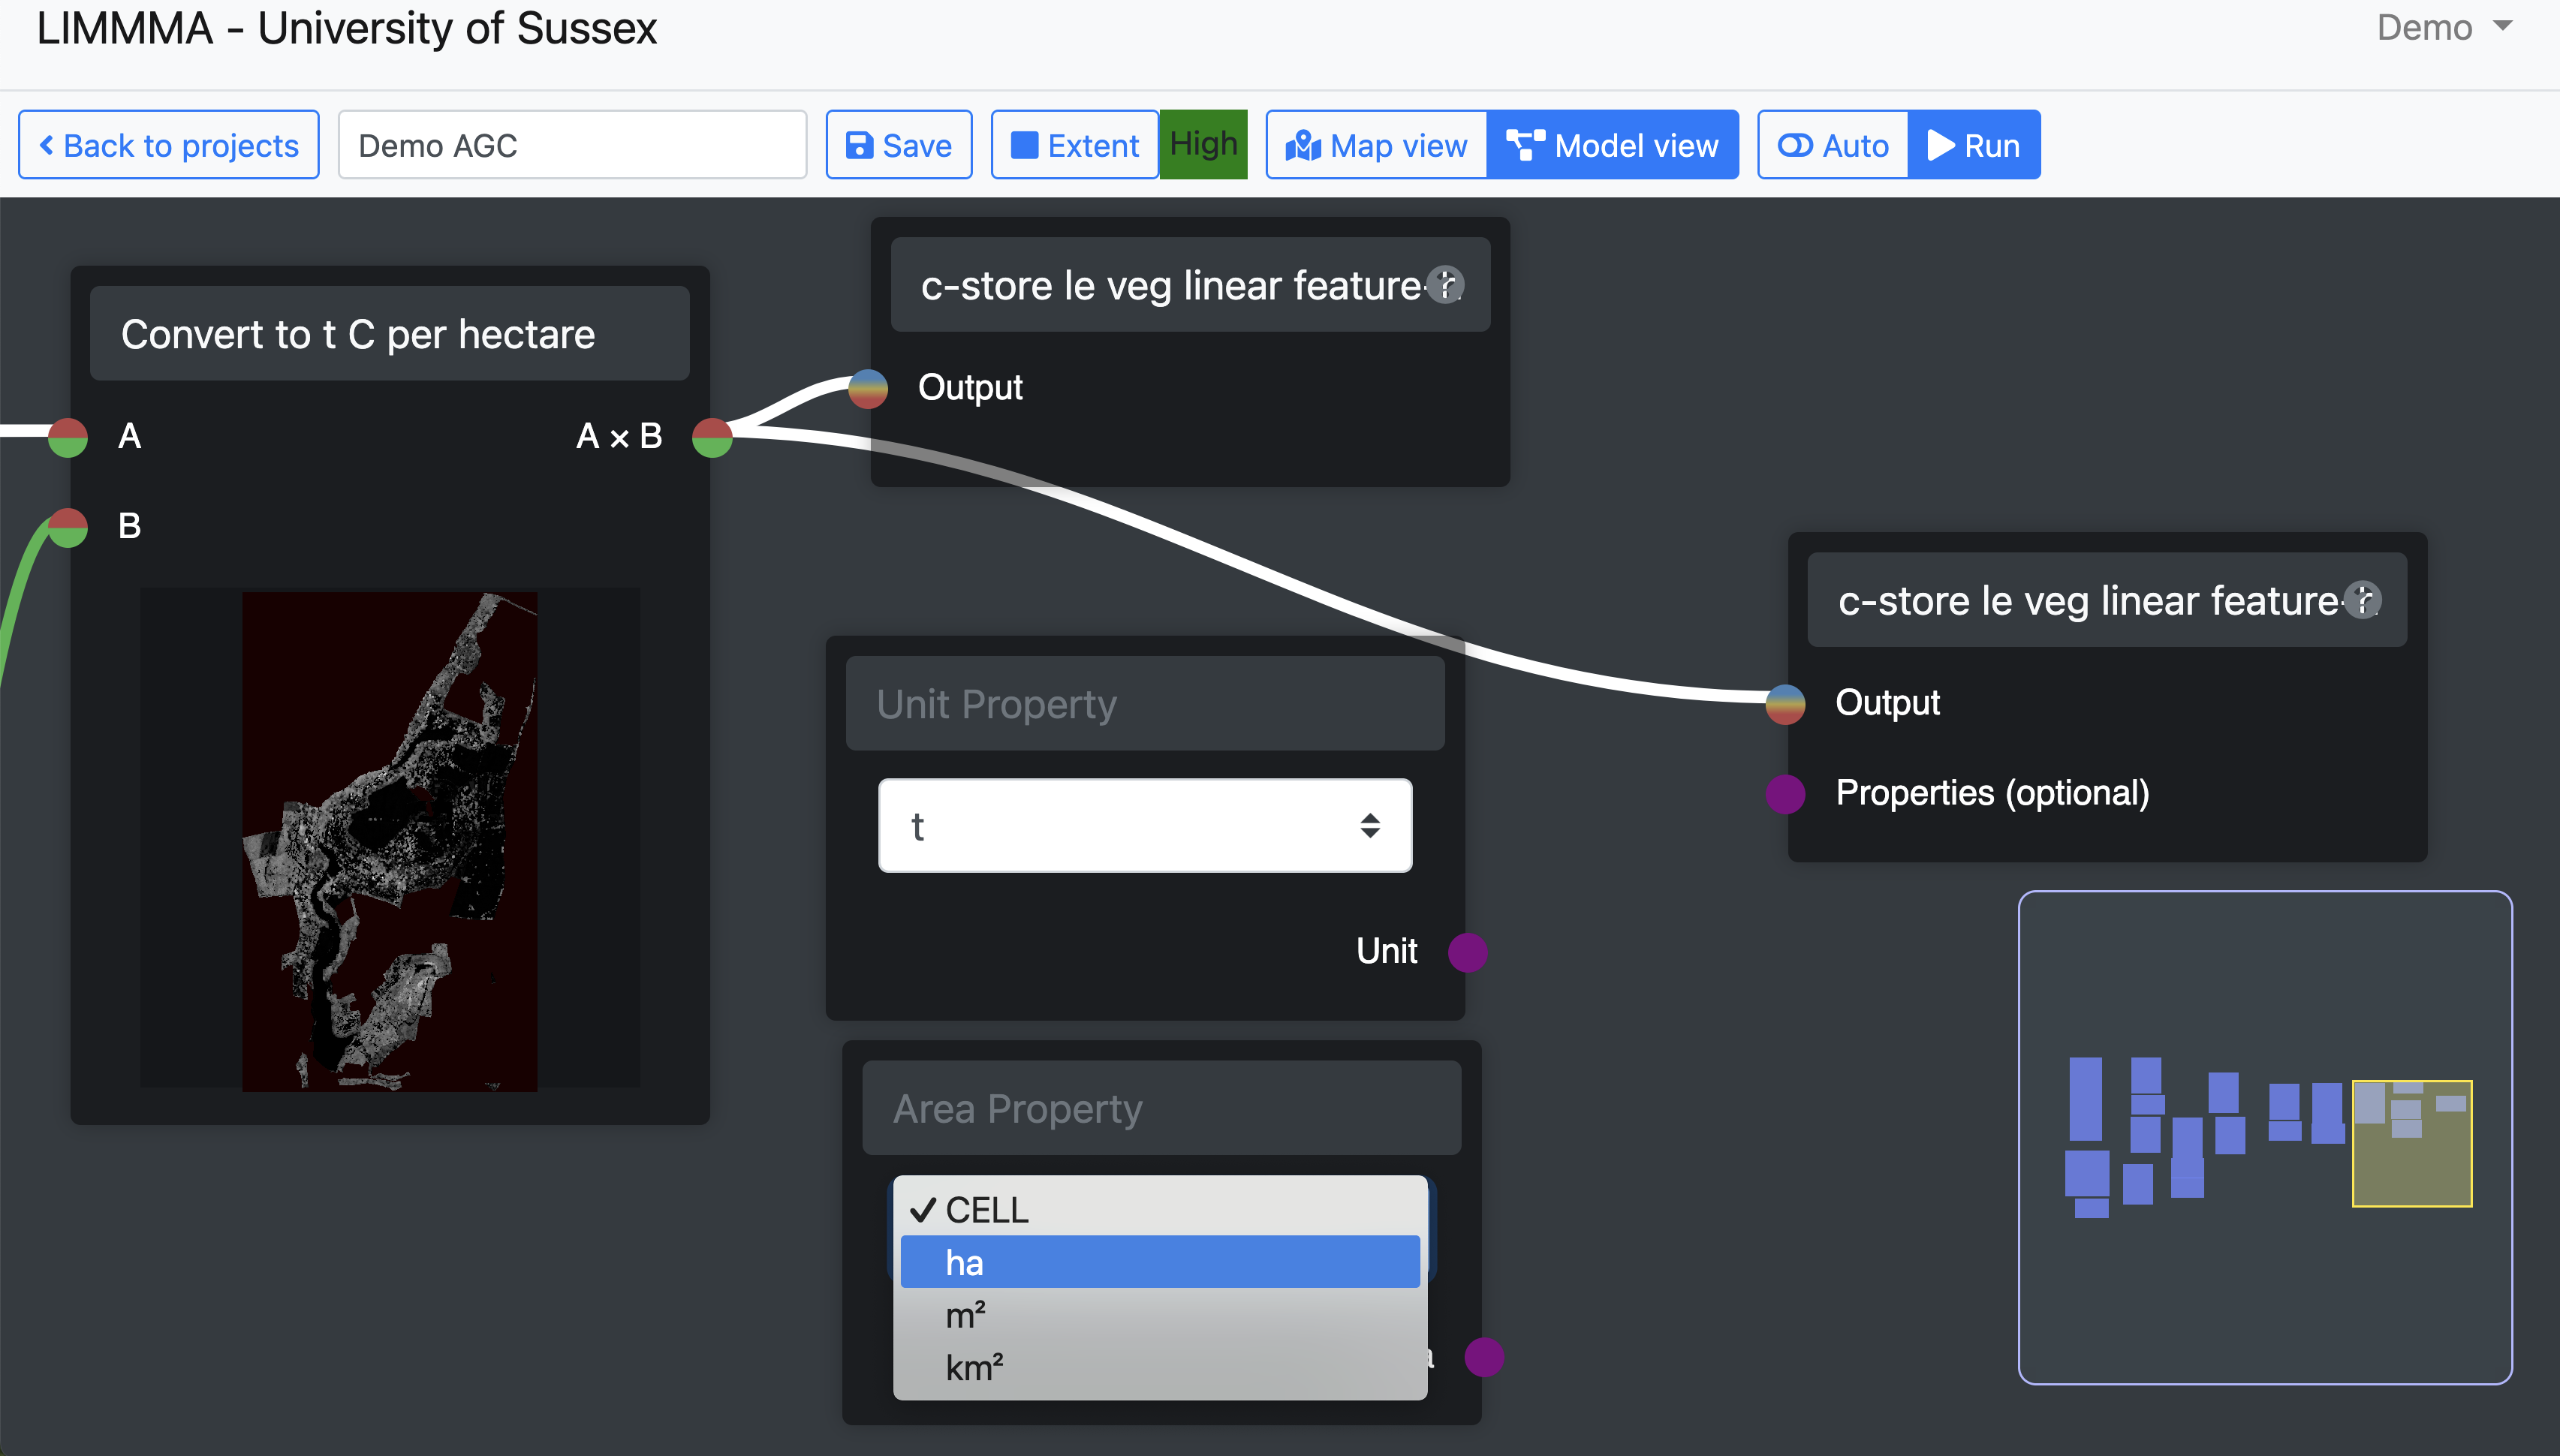 LIMMMA - University of Sussex
Demo
Back to projects
Demo AGC
Save
Extent
High
Map view
Model view
Auto
Run
c-store le veg linear feature-
Output
Convert to t C per hectare
A
A × B
B
c-store le veg linear feature-
Output
Properties (optional)
Unit Property
t
Unit
Area Property
✓ CELL
ha
m²
km²
a